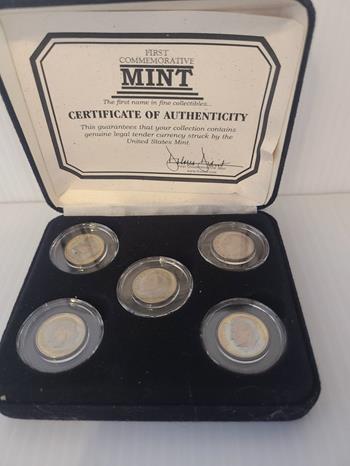 FIRST
COMMEMORATIVE
MINT
The first name in fine collectibles...
CERTIFICATE OF AUTHENTICITY
This guarantees that your collection contains
genuine legal tender currency struck by the
United States Mint.